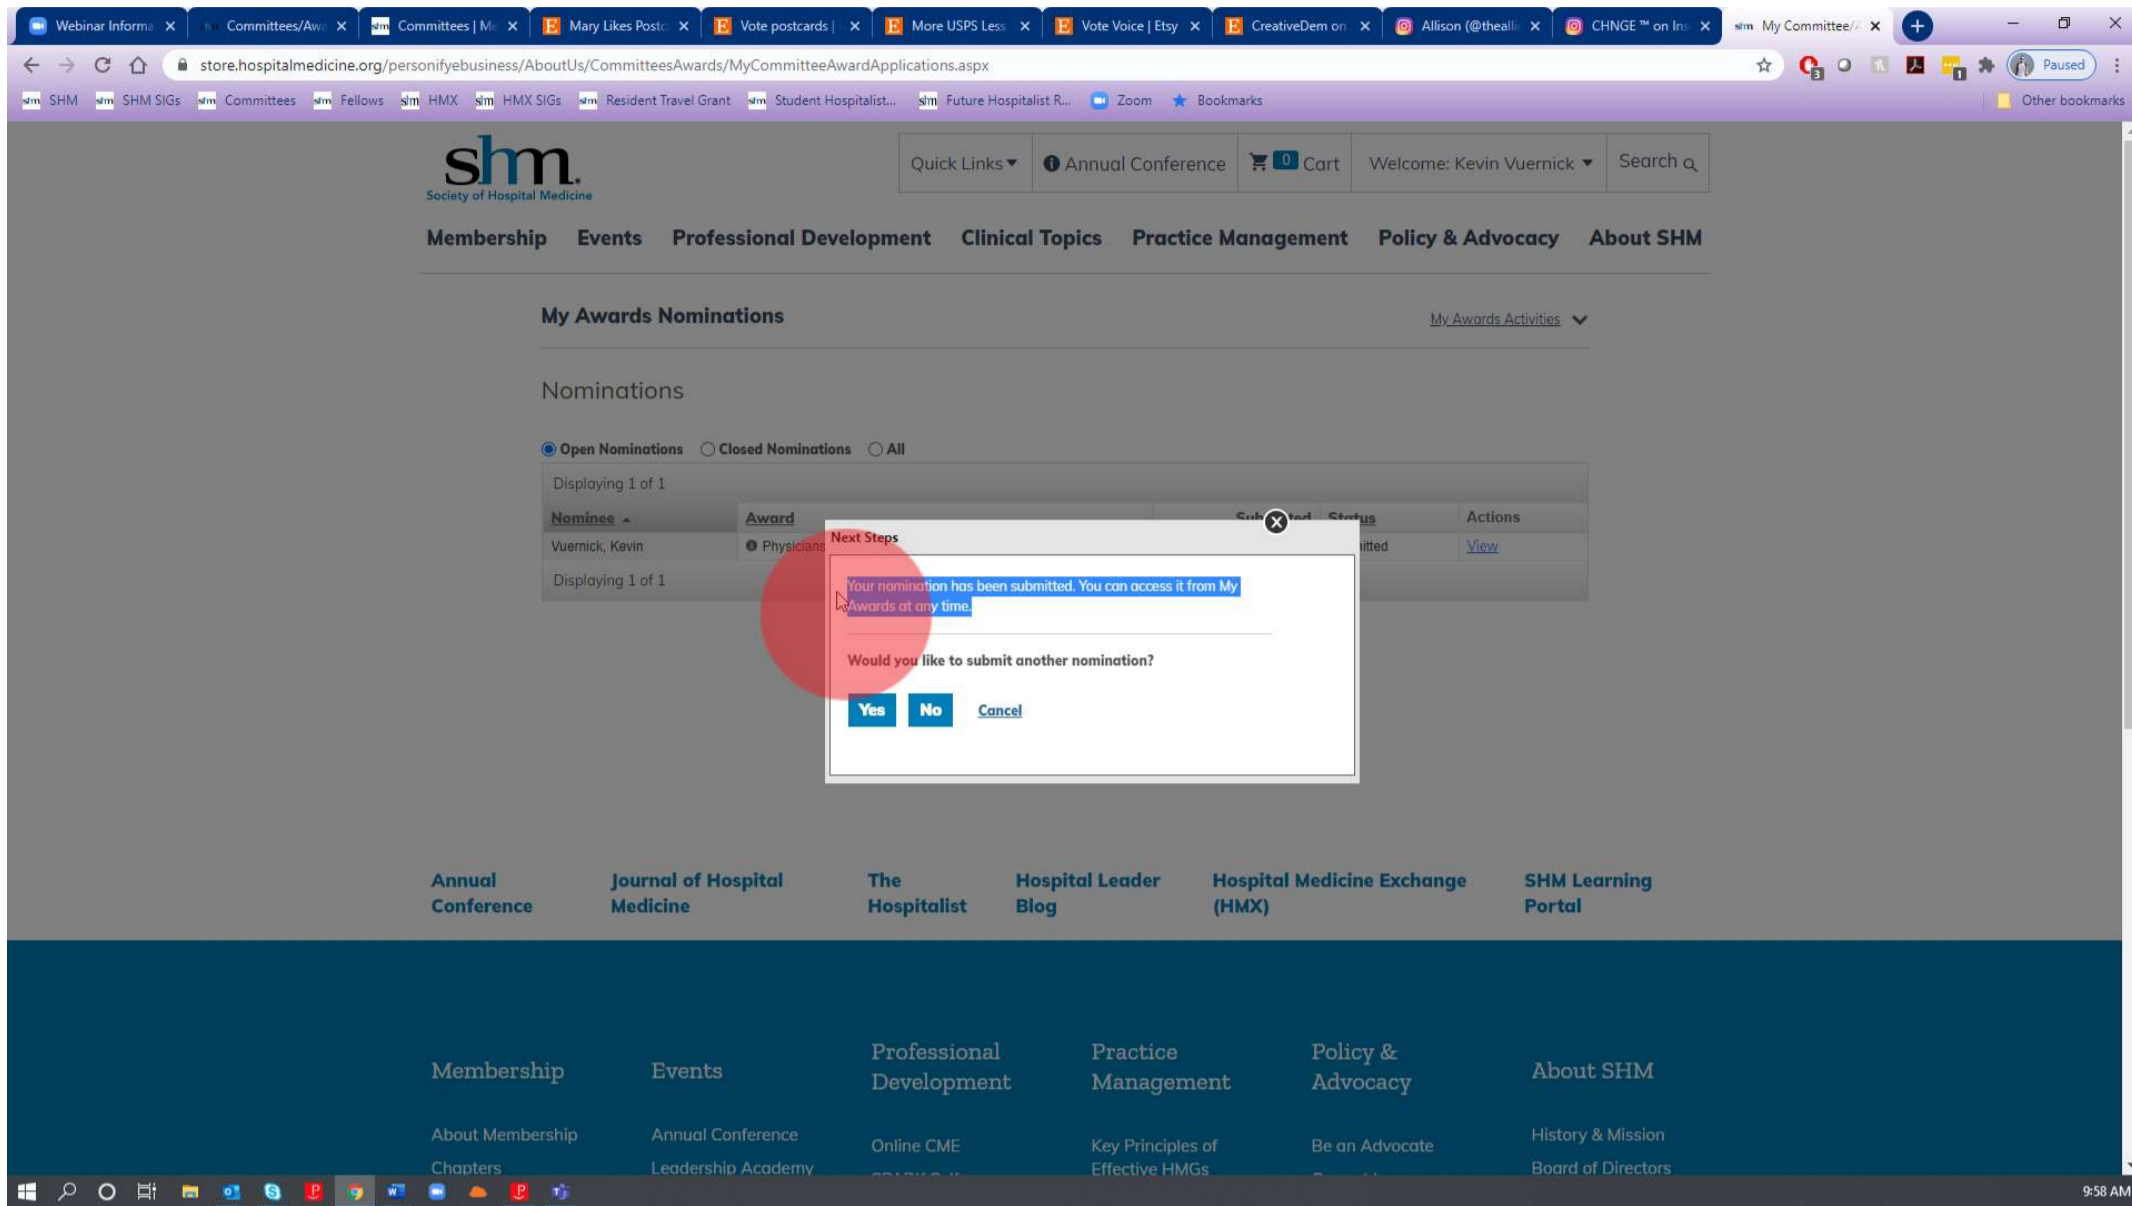 Webinar Informa
Committees/Awa
Committees | Me
Mary Likes Postc
Vote postcards |
More USPS Less
Vote Voice | Etsy
CreativeDem on
Allison (@thealli
CHNGE ™ on Ins
shm My Committee/A
store.hospitalmedicine.org/personifyebusiness/AboutUs/CommitteesAwards/MyCommitteeAwardApplications.aspx
Paused
SHM
SHM SIGs
Committees
Fellows
HMX
HMX SIGs
Resident Travel Grant
Student Hospitalist...
Future Hospitalist R...
Zoom
Bookmarks
Other bookmarks
shm.
Society of Hospital Medicine
Quick Links
Annual Conference
0 Cart
Welcome: Kevin Vuernick
Search
Membership Events Professional Development Clinical Topics Practice Management Policy & Advocacy About SHM
My Awards Nominations
My Awards Activities
Nominations
Open Nominations Closed Nominations All
Displaying 1 of 1
Nominee Award Status Actions
Vuernick, Kevin Physicians View
Displaying 1 of 1
Next Steps
Your nomination has been submitted. You can access it from My
Awards at any time.
Would you like to submit another nomination?
Yes No Cancel
Annual
Conference
Journal of Hospital
Medicine
The
Hospitalist
Hospital Leader
Blog
Hospital Medicine Exchange
(HMX)
SHM Learning
Portal
Membership
About Membership
Chapters
Events
Annual Conference
Leadership Academy
Professional
Development
Online CME
Practice
Management
Key Principles of
Effective HMGs
Policy &
Advocacy
Be an Advocate
About SHM
History & Mission
Board of Directors
9:58 AM